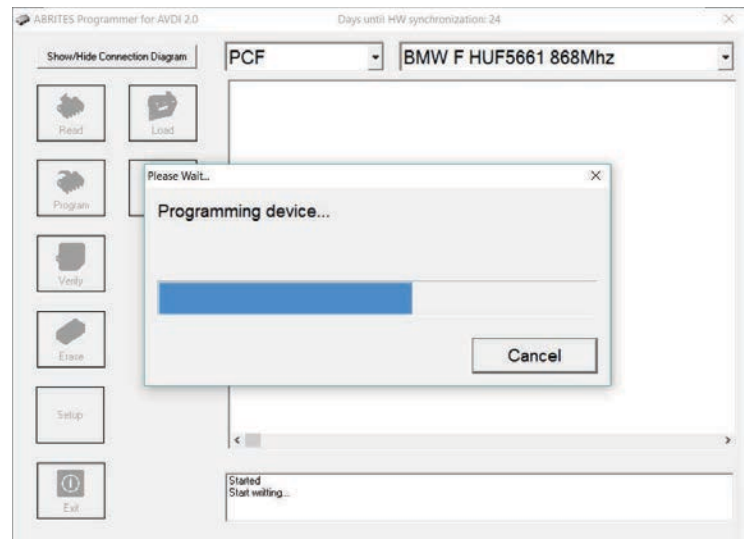 ABRITES Programmer for AVDI 2.0
Days until HW synchronization: 24
Show/Hide Connection Diagram
PCF
BMW F HUF5661 868Mhz
Read
Load
Please Wait...
Program
Programming device...
Verify
Cancel
Erase
Setup
Started
Start writting...
Exit